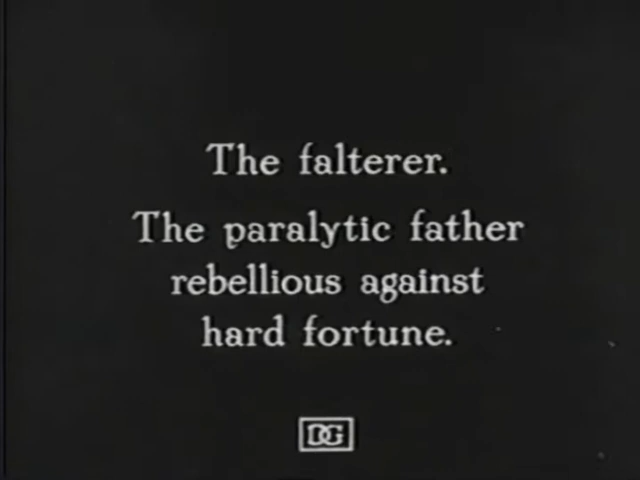 The falterer.
The paralytic father
rebellious against
hard fortune.
DG